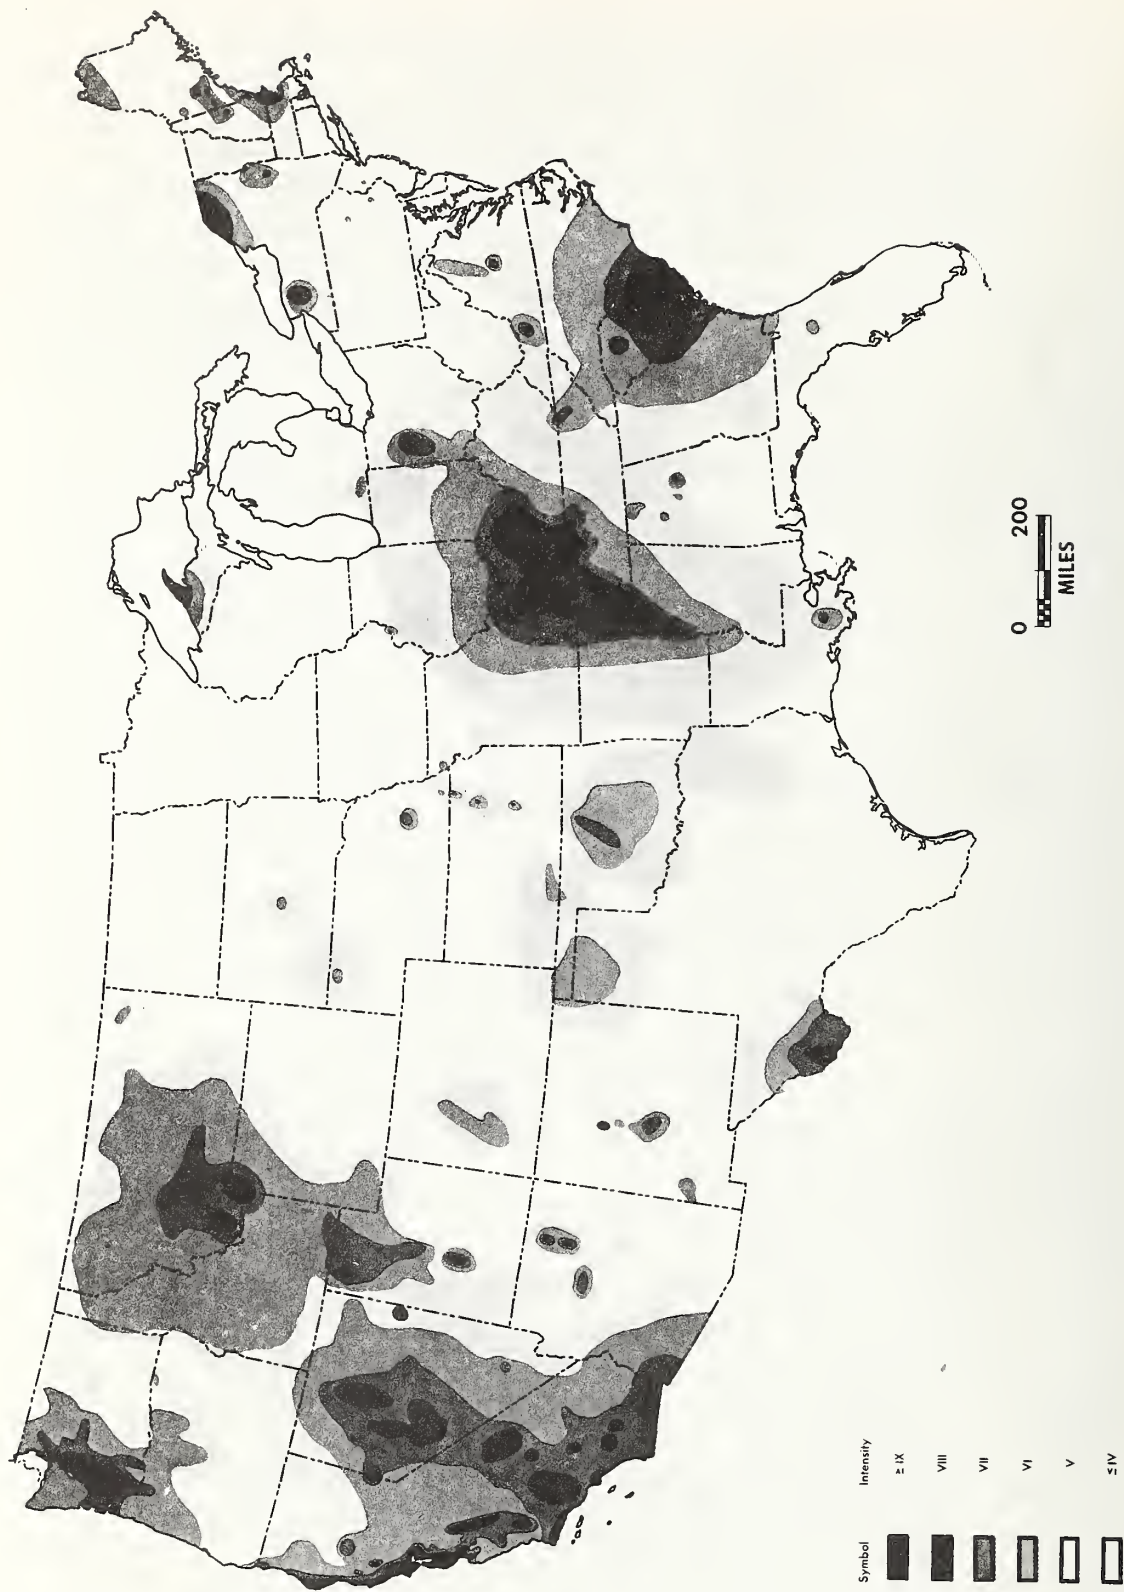 0 200
MILES
Symbol Intensity
≥ IX
VIII
VII
VI
V
≤ IV